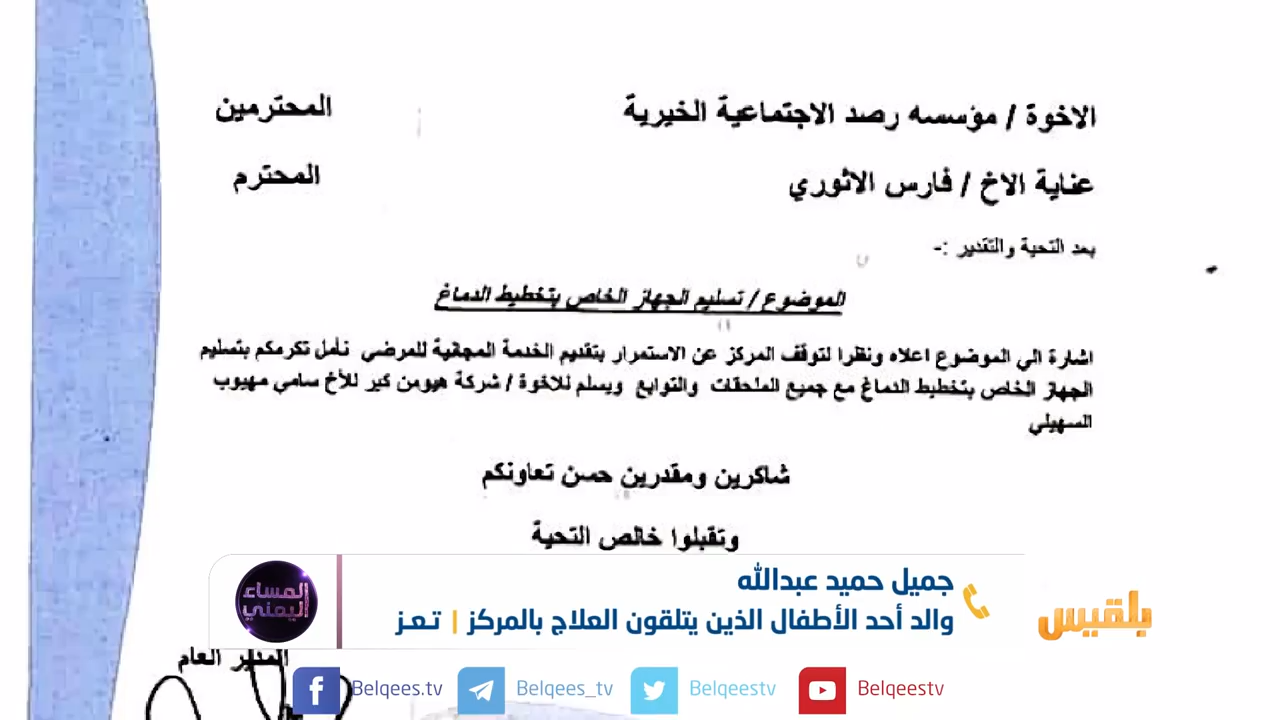 الاخوة / مؤسسه رصد الاجتماعية الخيرية المحترمين
عناية الاخ / فارس الاثوري المحترم
بعد التحية والتقدير :-
الموضوع / تسليم الجهاز الخاص بتخطيط الدماغ
اشارة الي الموضوع اعلاه ونظرا لتوقف المركز عن الاستمرار بتقديم الخدمة المجانية للمرضي نأمل تكرمكم بتسليم
الجهاز الخاص بتخطيط الدماغ مع جميع الملحقات والتوابع ويسلم للاخوة / شركة هيومن كير للأخ سامي مهيوب
السهيلي
شاكرين ومقدرين حسن تعاونكم
وتقبلوا خالص التحية
جميل حميد عبدالله
والد أحد الأطفال الذين يتلقون العلاج بالمركز | تعـز
المساء
اليمني
بلقيس
المدير العام
Belqees.tv Belqees_tv Belqeestv Belqeestv